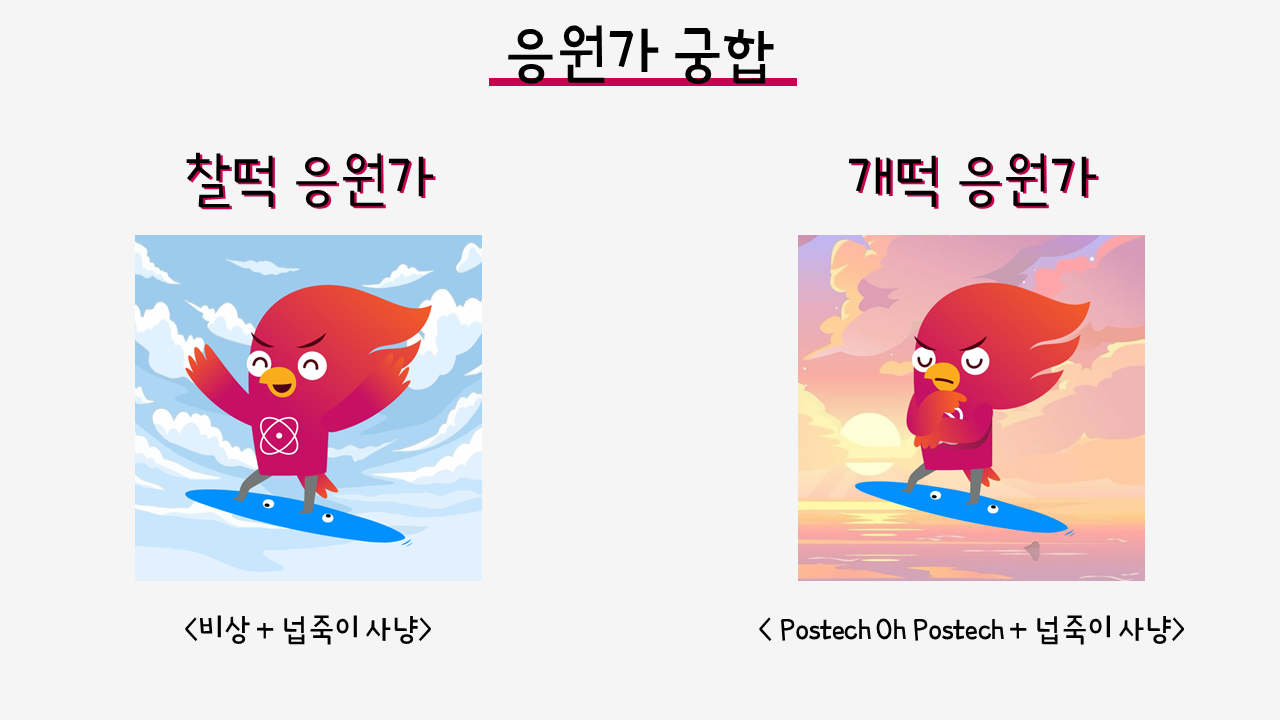 응원가 궁합
찰떡 응원가
개떡 응원가
<비상 + 넙죽이 사냥>
< Postech Oh Postech + 넙죽이 사냥>